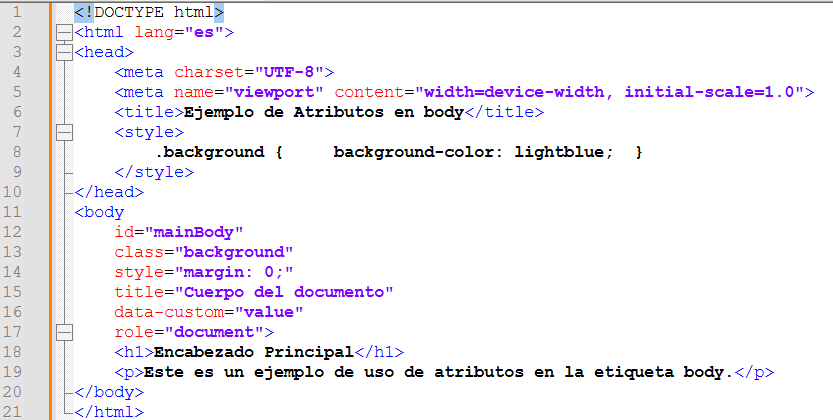 1 <!DOCTYPE html>
2 <html lang="es">
3 <head>
4 <meta charset="UTF-8">
5 <meta name="viewport" content="width=device-width, initial-scale=1.0">
6 <title>Ejemplo de Atributos en body</title>
7 <style>
8 .background {     background-color: lightblue;  }
9 </style>
10 </head>
11 <body
12 id="mainBody"
13 class="background"
14 style="margin: 0;"
15 title="Cuerpo del documento"
16 data-custom="value"
17 role="document">
18 <h1>Encabezado Principal</h1>
19 <p>Este es un ejemplo de uso de atributos en la etiqueta body.</p>
20 </body>
21 </html>